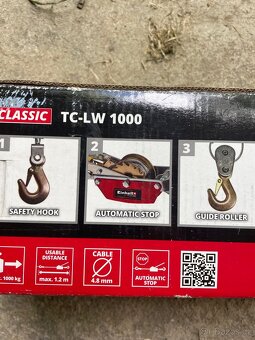 CLASSIC TC-LW 1000
1 2 3
Einhell
SAFETY HOOK AUTOMATIC STOP GUIDE ROLLER
USABLE DISTANCE
max. 1.2 m
CABLE
4.8 mm
STOP
AUTOMATIC STOP
1000 kg